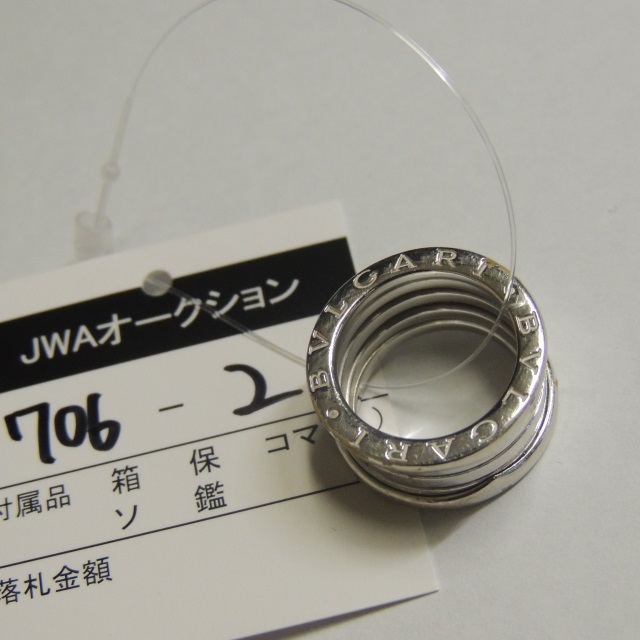 JWAオークション
706 - 2
付属品 箱 保 コマ( )
ソ 鑑
落札金額
BVLGARI • BVLGARI